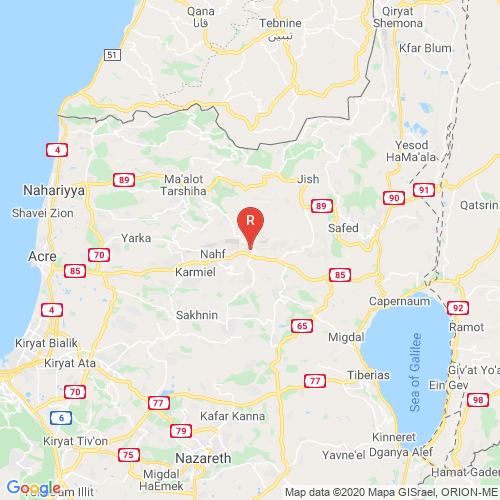 Qana
قانا
Tebnine
تبنين
Qiryat
Shemona
Kfar Blum
51
4
Yesod
HaMa'ala
89
Ma'alot
Tarshiha
Jish
Nahariyya
90
91
Shavei Zion
89
Qatsrin
Yarka
R
Safed
Acre
70
Nahf
85
Karmiel
85
Capernaum
4
Sakhnin
92
65
Ramot
Kiryat Bialik
Migdal
Kiryat Ata
Sea of Galilee
Giv'at Yo'a
77
Tiberias
Ein Gev
70
77
98
6
Kafar Kanna
79
Kiryat Tiv'on
Kinneret
75
Nazareth
Yavne'el
Dganya Alef
Migdal
HaEmek
Hamat-Gader
Google
Illit
Map data ©2020 Mapa GISrael, ORION-ME